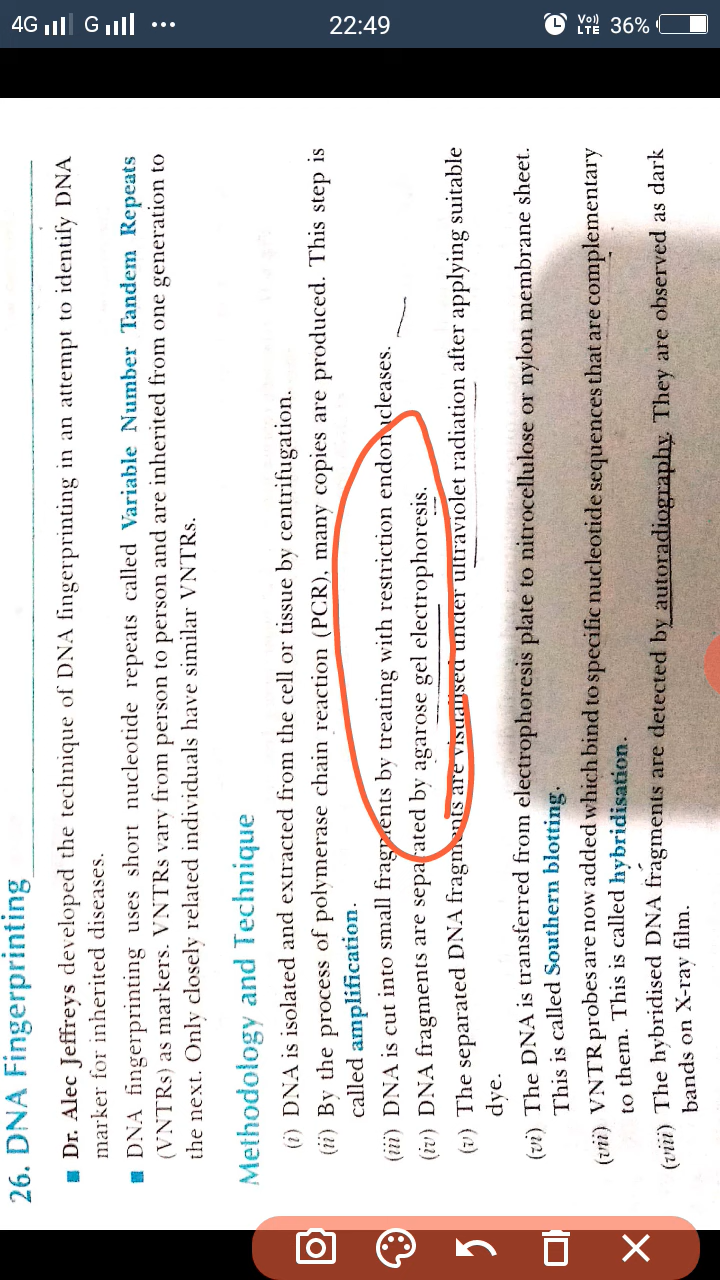 4G G ... 22:49 Vo)) LTE 36%
26. DNA Fingerprinting
■ Dr. Alec Jeffreys developed the technique of DNA fingerprinting in an attempt to identify DNA
marker for inherited diseases.
■ DNA fingerprinting uses short nucleotide repeats called Variable Number Tandem Repeats
(VNTRs) as markers. VNTRs vary from person to person and are inherited from one generation to
the next. Only closely related individuals have similar VNTRs.
Methodology and Technique
(i) DNA is isolated and extracted from the cell or tissue by centrifugation.
(ii) By the process of polymerase chain reaction (PCR), many copies are produced. This step is
called amplification.
(iii) DNA is cut into small fragments by treating with restriction endonucleases.
(iv) DNA fragments are separated by agarose gel electrophoresis.
(v) The separated DNA fragments are visualised under ultraviolet radiation after applying suitable
dye.
(vi) The DNA is transferred from electrophoresis plate to nitrocellulose or nylon membrane sheet.
This is called Southern blotting.
(vii) VNTR probes are now added which bind to specific nucleotide sequences that are complementary
to them. This is called hybridisation.
(viii) The hybridised DNA fragments are detected by autoradiography. They are observed as dark
bands on X-ray film.